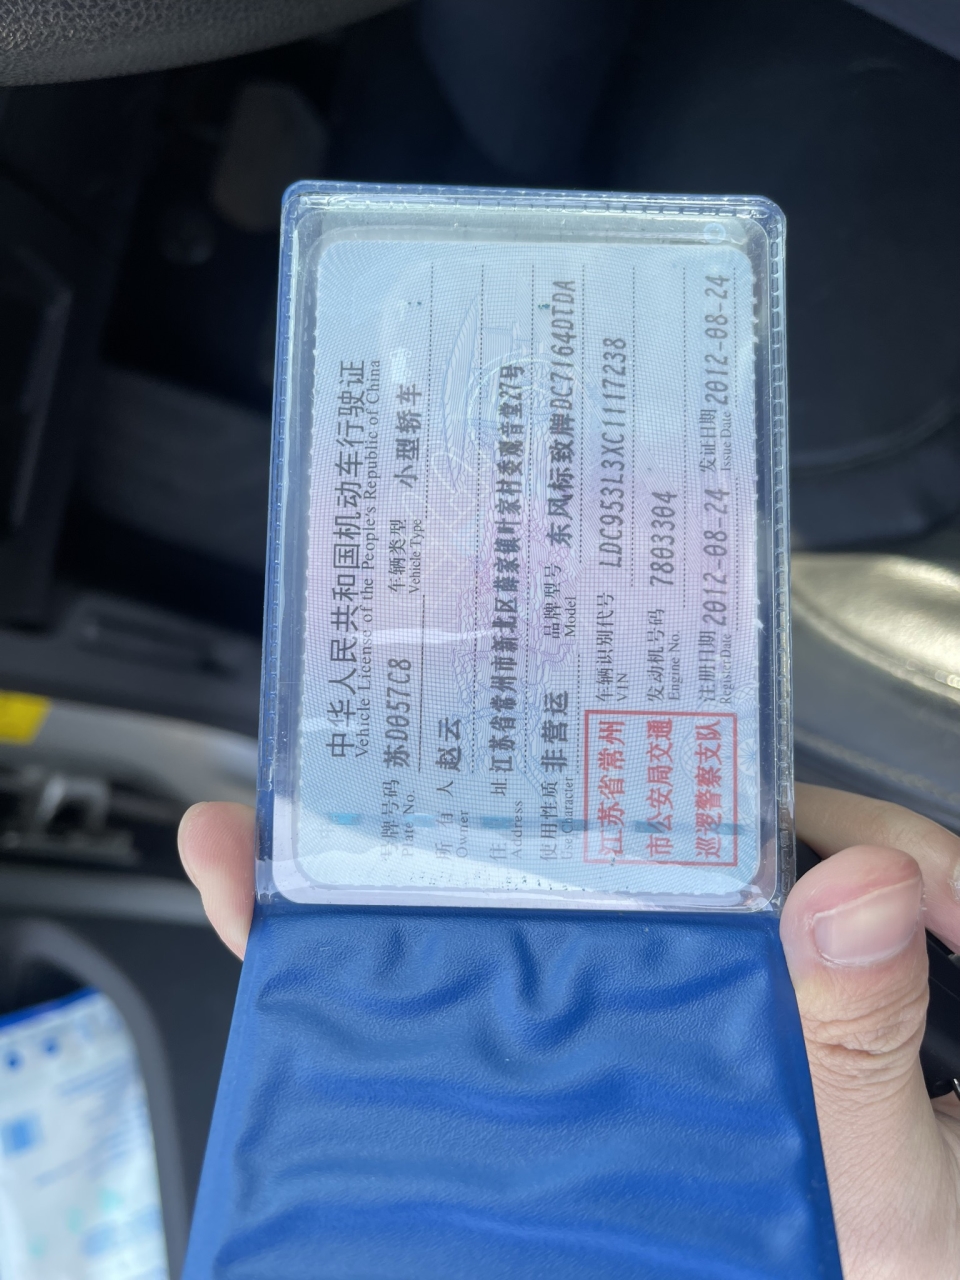 中华人民共和国机动车行驶证
Vehicle License of the People's Republic of China
号牌号码 苏D057C8 车辆类型 小型轿车
Plate No. Vehicle Type
所有人 赵云
Owner
住址 江苏省常州市新北区薛家镇叶家村委观音堂27号
Address
使用性质 非营运 品牌型号 东风标致牌DC7164DTDA
Use Character Model
江苏省常州
市公安局交通
巡逻警察支队
车辆识别代号 LDC953L3XC1117238
VIN
发动机号码 7803304
Engine No.
注册日期 2012-08-24 发证日期 2012-08-24
Register Date Issue Date